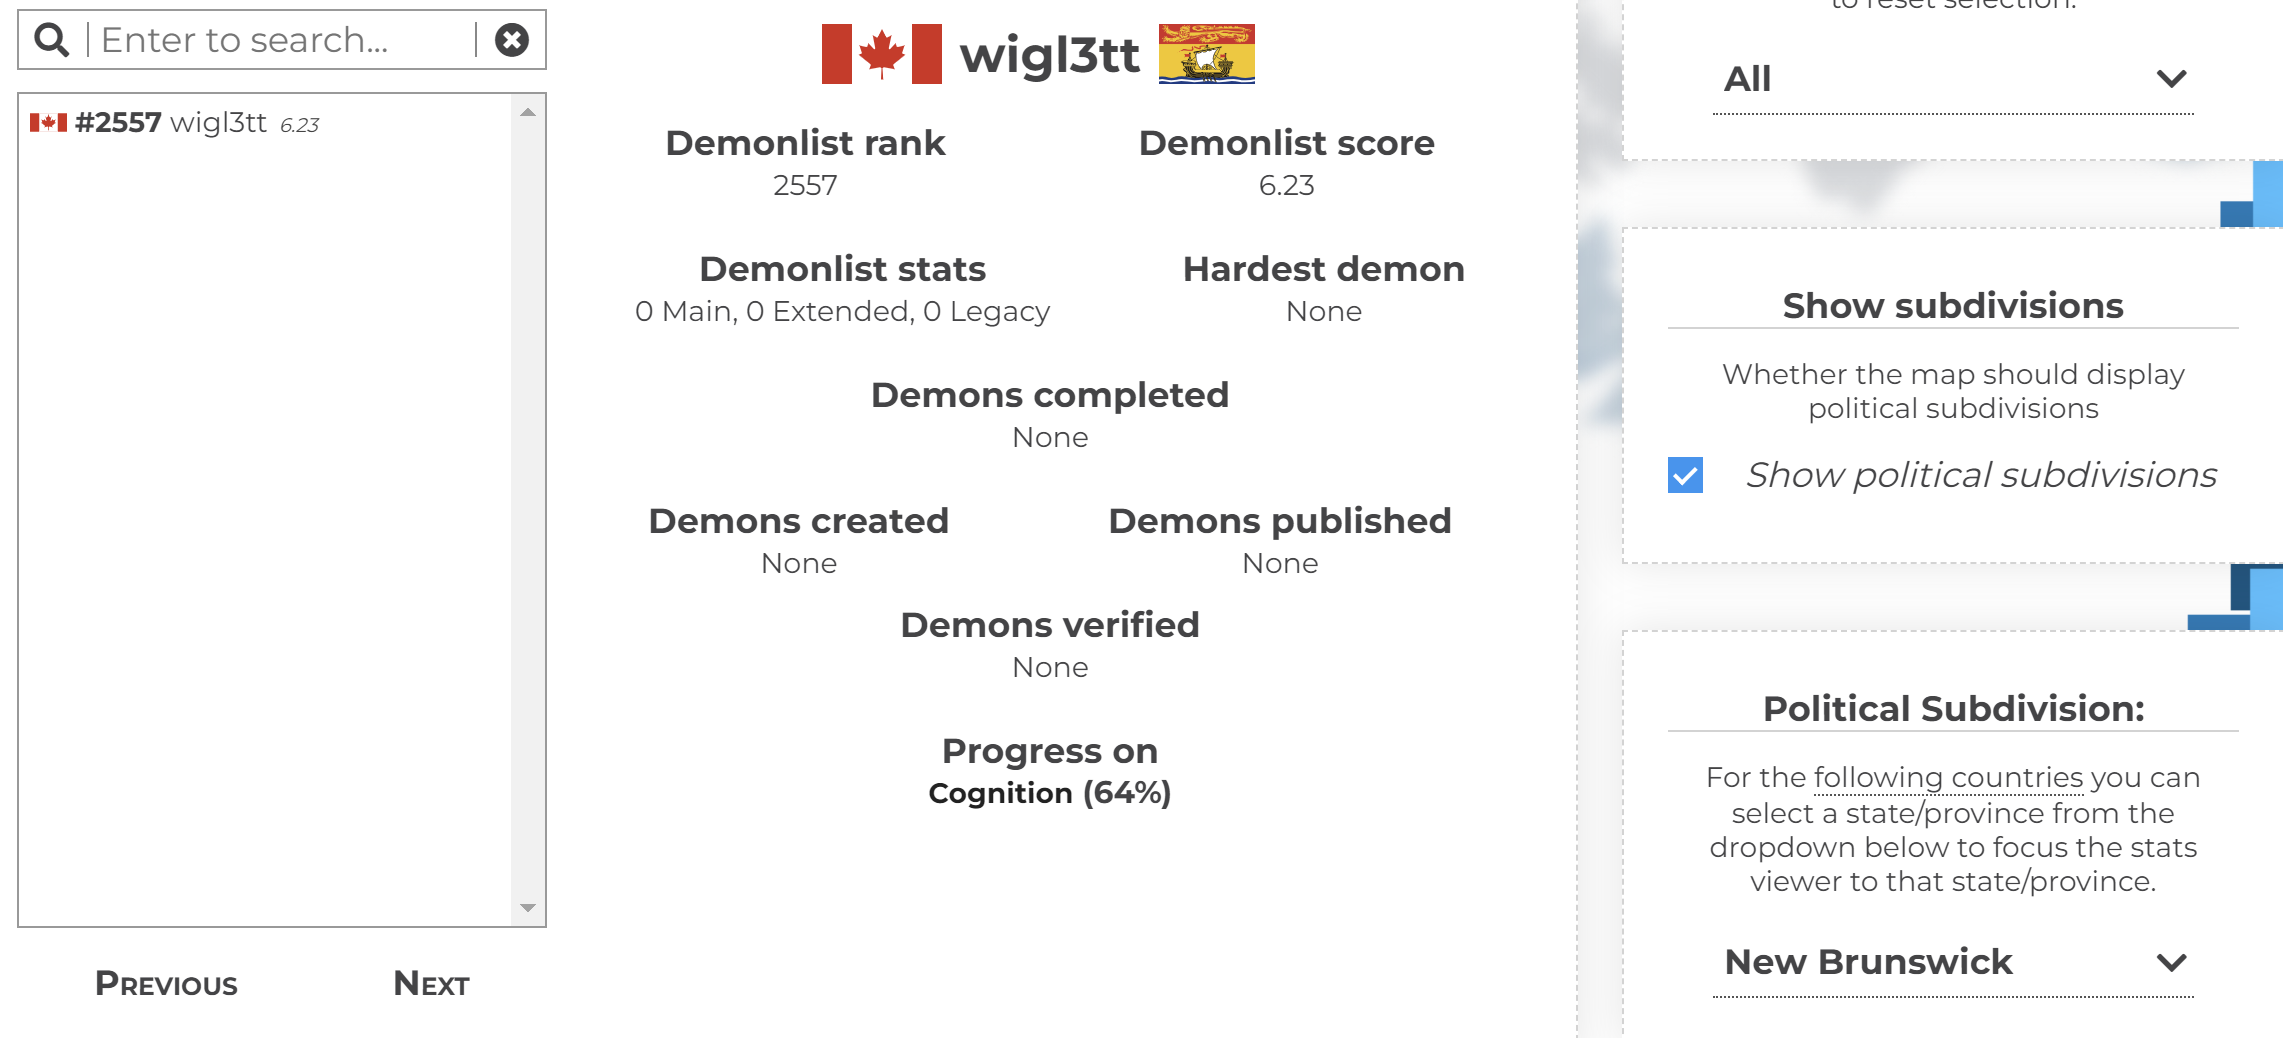 Enter to search...
#2557 wigl3tt 6.23
PREVIOUS
NEXT
wigl3tt
Demonlist rank
2557
Demonlist score
6.23
Demonlist stats
0 Main, 0 Extended, 0 Legacy
Hardest demon
None
Demons completed
None
Demons created
None
Demons published
None
Demons verified
None
Progress on
Cognition (64%)
to reset selection.
All
Show subdivisions
Whether the map should display
political subdivisions
Show political subdivisions
Political Subdivision:
For the following countries you can
select a state/province from the
dropdown below to focus the stats
viewer to that state/province.
New Brunswick